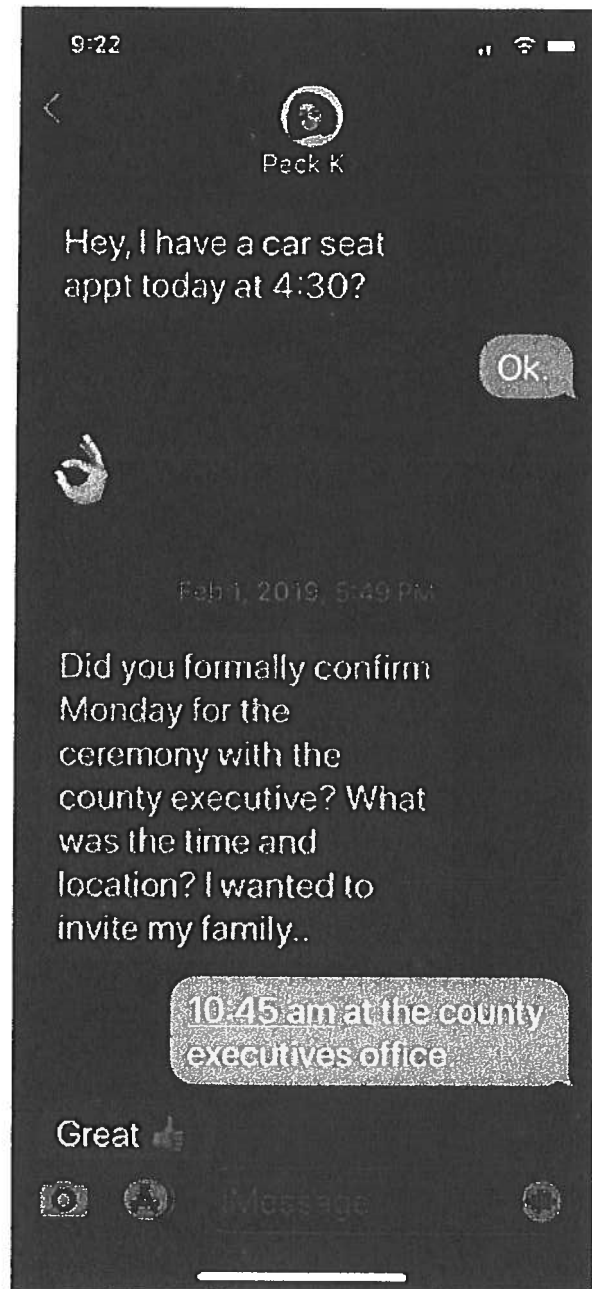 9:22
Pack K
Hey, I have a car seat
appt today at 4:30?
Ok.
Feb 1, 2019, 5:49 PM
Did you formally confirm
Monday for the
ceremony with the
county executive? What
was the time and
location? I wanted to
invite my family..
10:45 am at the county
executives office
Great
iMessage